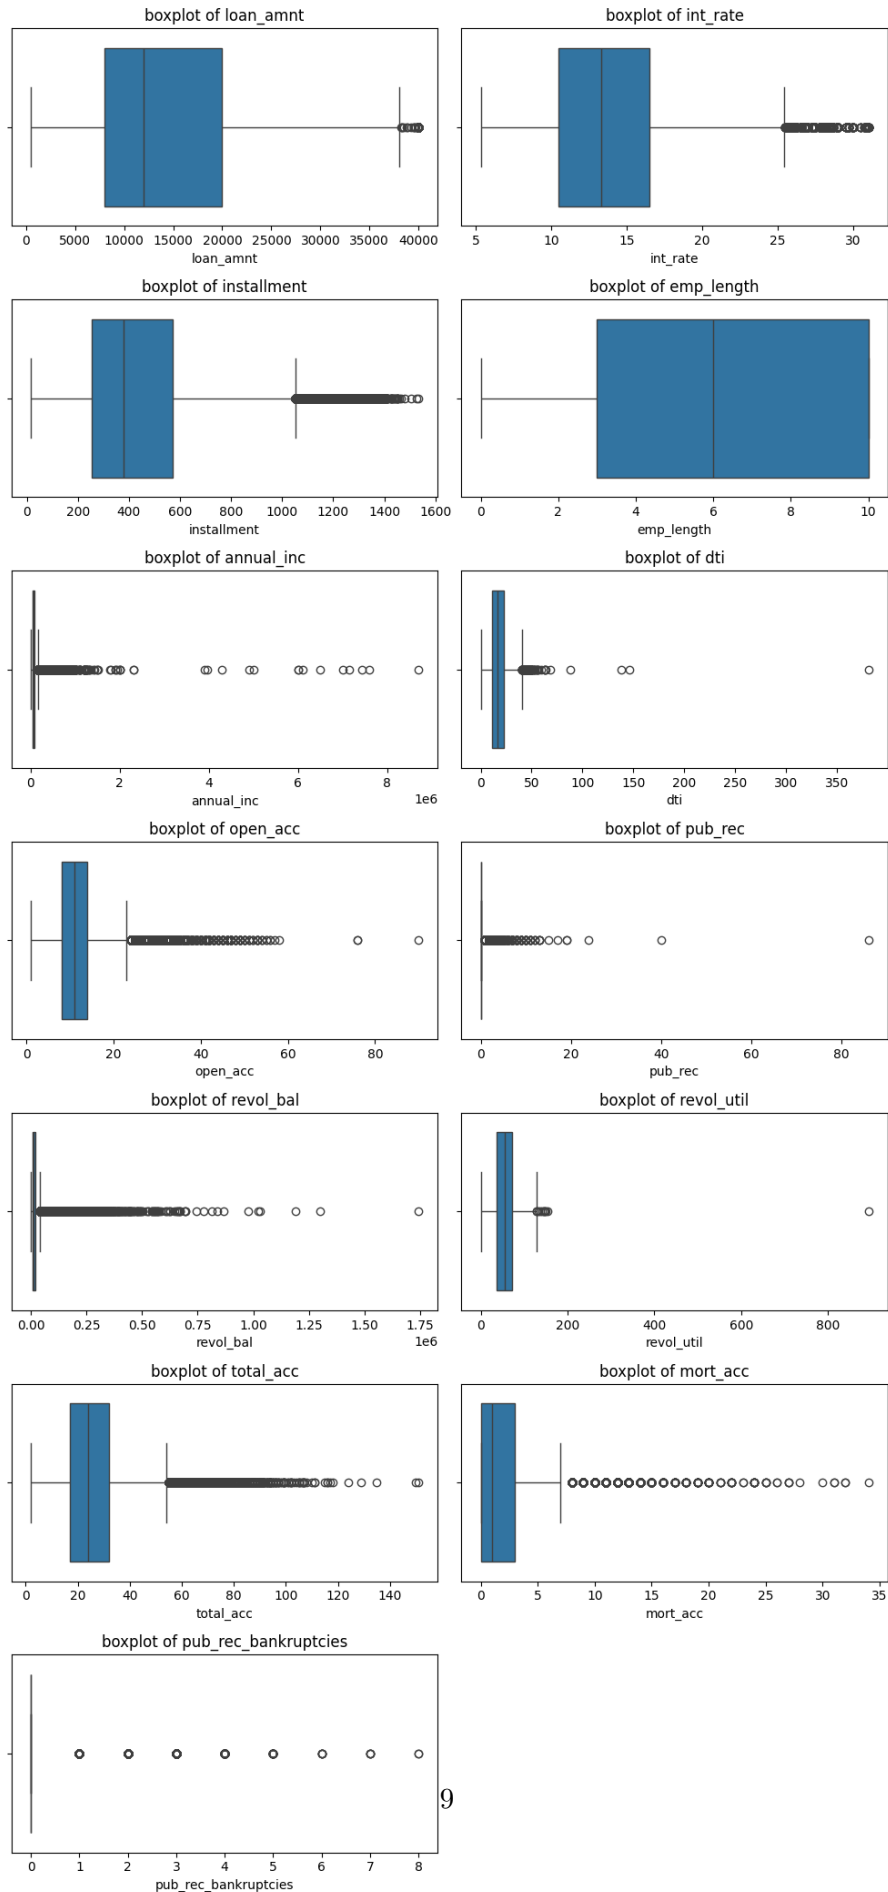 boxplot of loan_amnt
0 5000 10000 15000 20000 25000 30000 35000 40000
loan_amnt
boxplot of int_rate
5 10 15 20 25 30
int_rate
boxplot of installment
0 200 400 600 800 1000 1200 1400 1600
installment
boxplot of emp_length
0 2 4 6 8 10
emp_length
boxplot of annual_inc
0 2 4 6 8
annual_inc 1e6
boxplot of dti
0 50 100 150 200 250 300 350
dti
boxplot of open_acc
0 20 40 60 80
open_acc
boxplot of pub_rec
0 20 40 60 80
pub_rec
boxplot of revol_bal
0.00 0.25 0.50 0.75 1.00 1.25 1.50 1.75
revol_bal 1e6
boxplot of revol_util
0 200 400 600 800
revol_util
boxplot of total_acc
0 20 40 60 80 100 120 140
total_acc
boxplot of mort_acc
0 5 10 15 20 25 30 35
mort_acc
boxplot of pub_rec_bankruptcies
9
0 1 2 3 4 5 6 7 8
pub_rec_bankruptcies